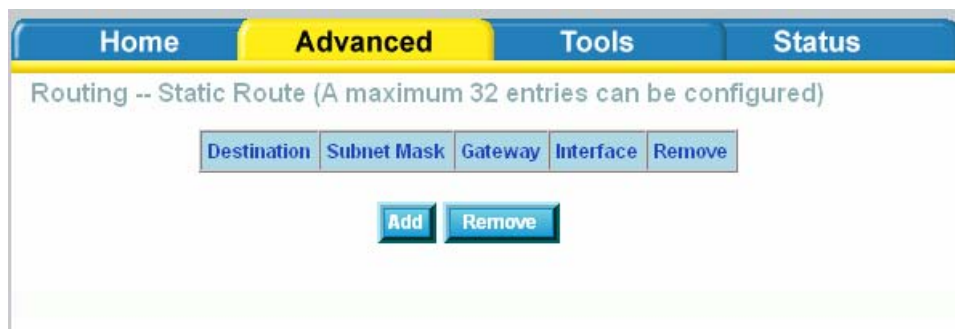 Home Advanced Tools Status
Routing -- Static Route (A maximum 32 entries can be configured)
Destination Subnet Mask Gateway Interface Remove
Add Remove